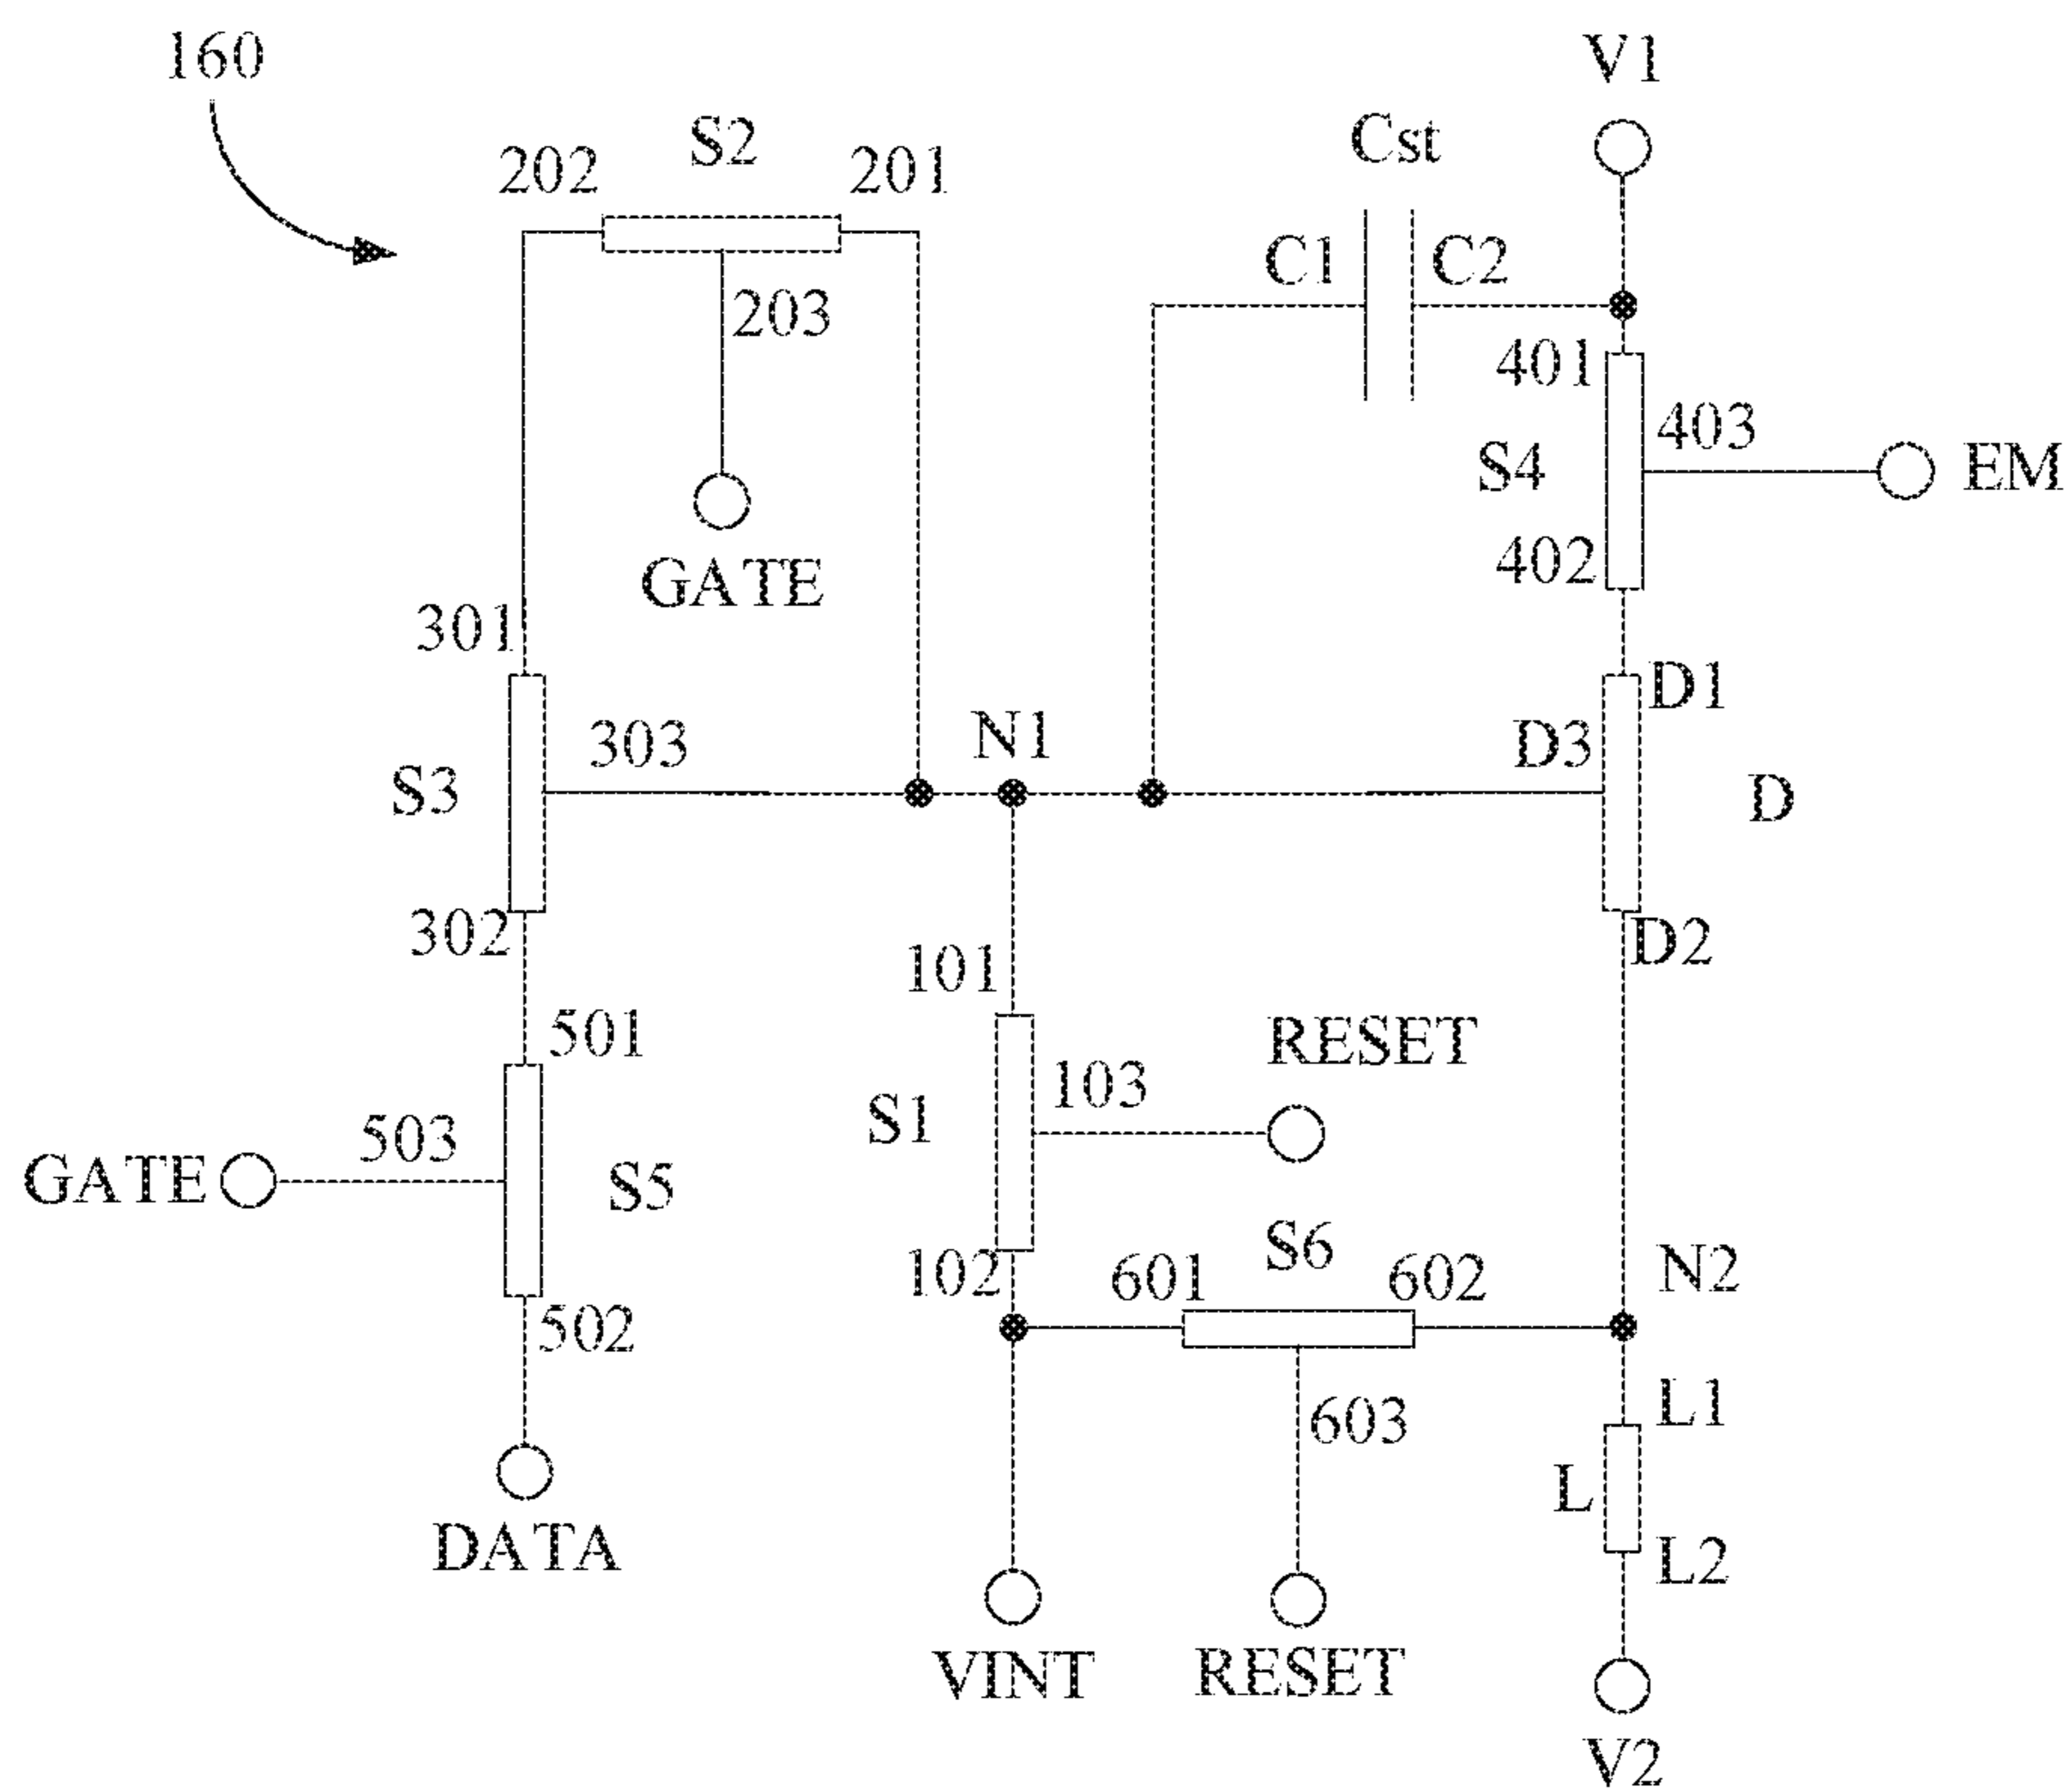 160
V1
S2
Cst
202
201
C1
C2
203
401
403
S4
EM
402
GATE
301
D1
N1
D3
303
S3
D
302
D2
101
501
RESET
103
S1
503
GATE
S5
S6
N2
102
601
602
502
L1
603
L
DATA
L2
VINT
RESET
V2